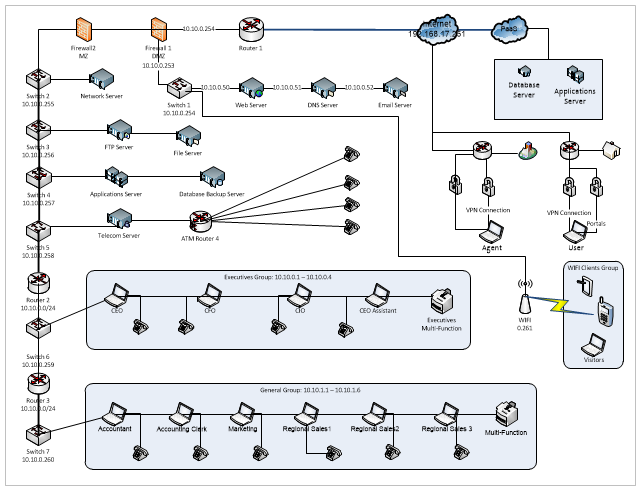 10.10.0.254
Internet
192.168.17.251
PaaS
Firewall2
MZ
Firewall 1
DMZ
10.10.0.253
Router 1
Switch 2
10.10.0.255
Network Server
Switch 1
10.10.0.254
10.10.0.50
Web Server
10.10.0.51
DNS Server
10.10.0.52
Email Server
Database
Server
Applications
Server
Switch 3
10.10.0.256
FTP Server
File Server
Switch 4
10.10.0.257
Applications Server
Database Backup Server
VPN Connection
VPN Connection
Portals
Agent
User
Switch 5
10.10.0.258
Telecom Server
ATM Router 4
Executives Group: 10.10.0.1 – 10.10.0.4
WIFI Clients Group
Router 2
10.10.0.0/24
CEO
CFO
CIO
CEO Assistant
Executives
Multi-Function
WIFI
0.261
Visitors
Switch 6
10.10.0.259
Router 3
10.10.0.0/24
General Group: 10.10.1.1 – 10.10.1.6
Accountant
Accounting Clerk
Marketing
Regional Sales1
Regional Sales2
Regional Sales 3
Multi-Function
Switch 7
10.10.0.260